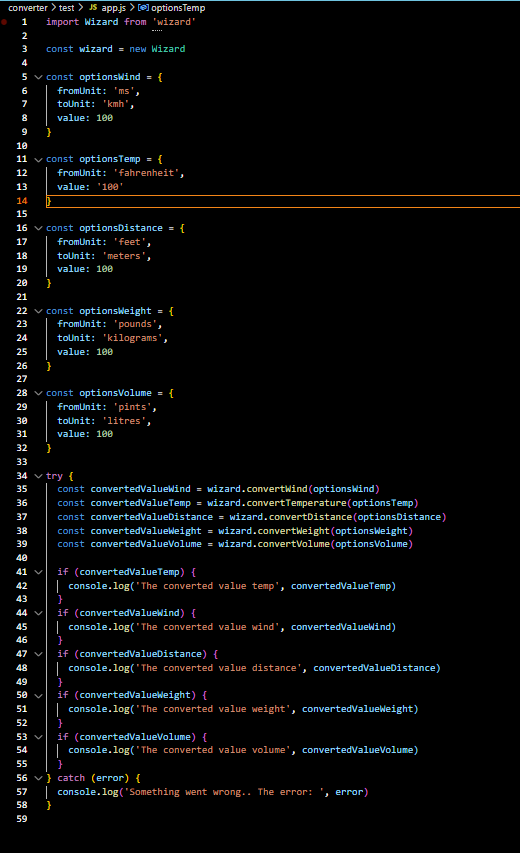 converter > test > JS app.js > optionsTemp
1 import Wizard from 'wizard'
2
3 const wizard = new Wizard
4
5 const optionsWind = {
6 fromUnit: 'ms',
7 toUnit: 'kmh',
8 value: 100
9 }
10
11 const optionsTemp = {
12 fromUnit: 'fahrenheit',
13 value: '100'
14 }
15
16 const optionsDistance = {
17 fromUnit: 'feet',
18 toUnit: 'meters',
19 value: 100
20 }
21
22 const optionsWeight = {
23 fromUnit: 'pounds',
24 toUnit: 'kilograms',
25 value: 100
26 }
27
28 const optionsVolume = {
29 fromUnit: 'pints',
30 toUnit: 'litres',
31 value: 100
32 }
33
34 try {
35 const convertedValueWind = wizard.convertWind(optionsWind)
36 const convertedValueTemp = wizard.convertTemperature(optionsTemp)
37 const convertedValueDistance = wizard.convertDistance(optionsDistance)
38 const convertedValueWeight = wizard.convertWeight(optionsWeight)
39 const convertedValueVolume = wizard.convertVolume(optionsVolume)
40
41 if (convertedValueTemp) {
42 console.log('The converted value temp', convertedValueTemp)
43 }
44 if (convertedValueWind) {
45 console.log('The converted value wind', convertedValueWind)
46 }
47 if (convertedValueDistance) {
48 console.log('The converted value distance', convertedValueDistance)
49 }
50 if (convertedValueWeight) {
51 console.log('The converted value weight', convertedValueWeight)
52 }
53 if (convertedValueVolume) {
54 console.log('The converted value volume', convertedValueVolume)
55 }
56 } catch (error) {
57 console.log('Something went wrong.. The error: ', error)
58 }
59